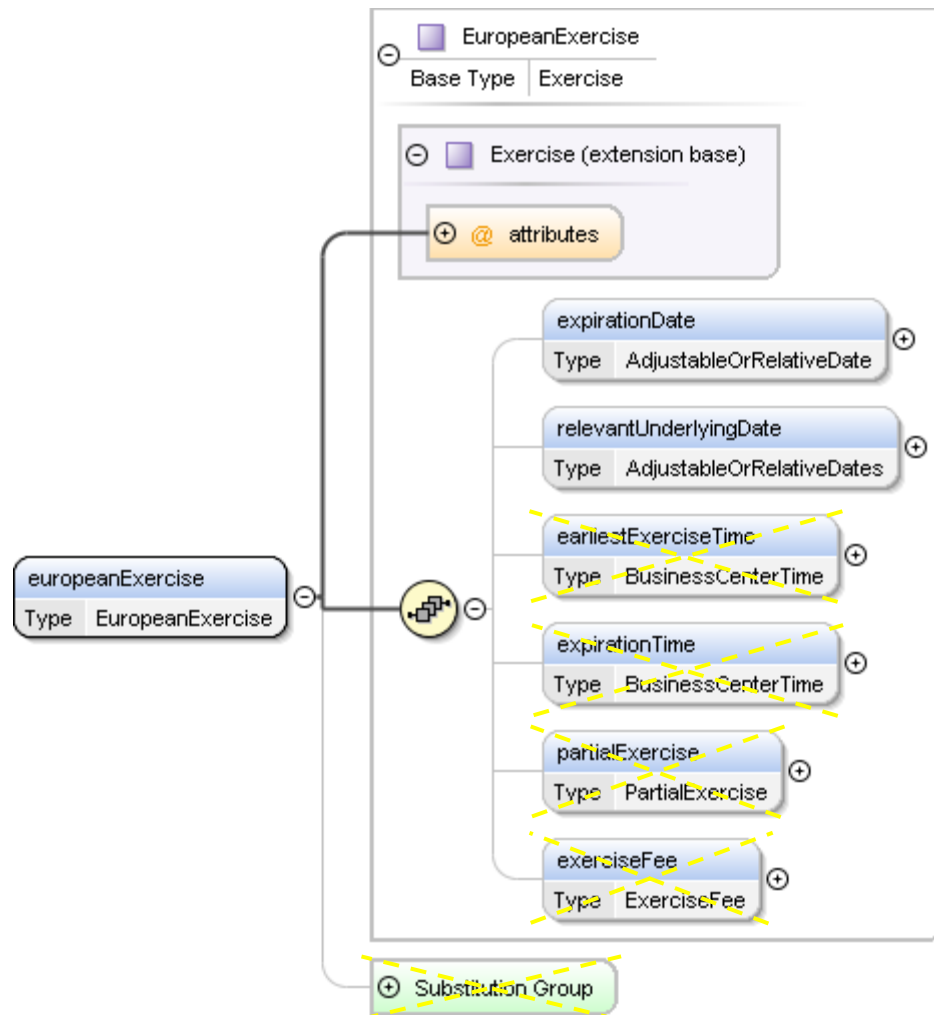 EuropeanExercise
Base Type Exercise
Exercise (extension base)
@ attributes
expirationDate
Type AdjustableOrRelativeDate
relevantUnderlyingDate
Type AdjustableOrRelativeDates
earliestExerciseTime
Type BusinessCenterTime
europeanExercise
Type EuropeanExercise
expirationTime
Type BusinessCenterTime
partialExercise
Type PartialExercise
exerciseFee
Type ExerciseFee
Substitution Group